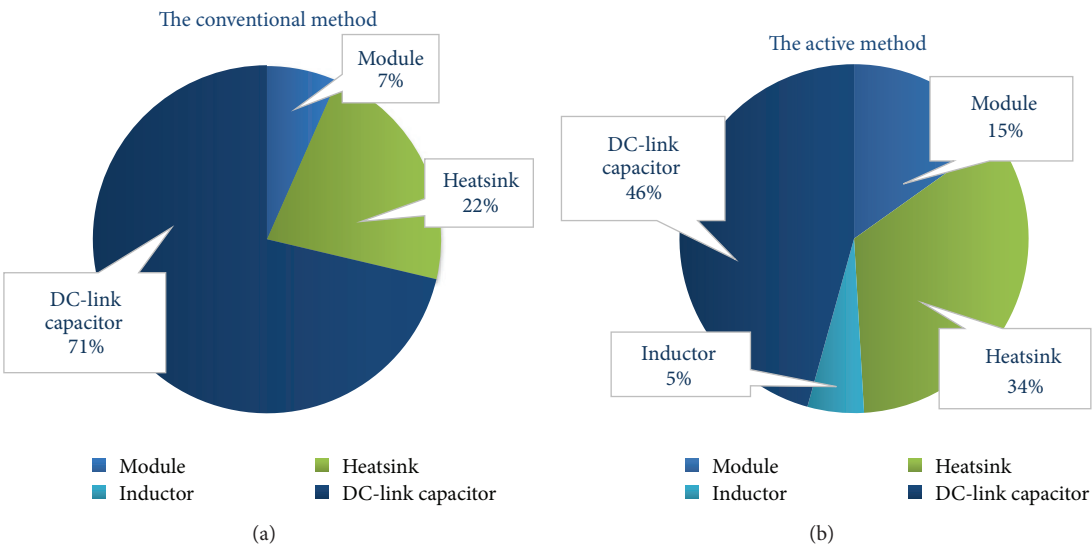 The conventional method
Module
7%
Heatsink
22%
DC-link
capacitor
71%
Module
Heatsink
Inductor
DC-link capacitor
(a)
The active method
Module
15%
DC-link
capacitor
46%
Inductor
5%
Heatsink
34%
Module
Heatsink
Inductor
DC-link capacitor
(b)